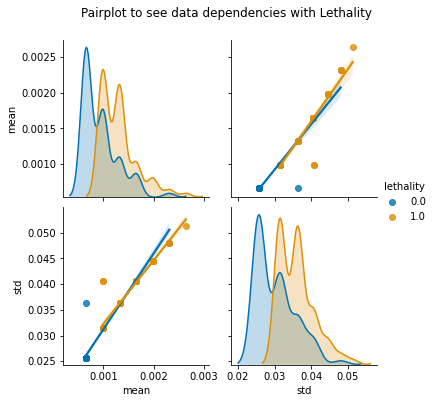 Pairplot to see data dependencies with Lethality
0.0025
0.0020
0.0015
0.0010
mean
lethality
0.0
1.0
0.050
0.045
0.040
0.035
0.030
0.025
std
0.001 0.002 0.003
mean
0.02 0.03 0.04 0.05
std